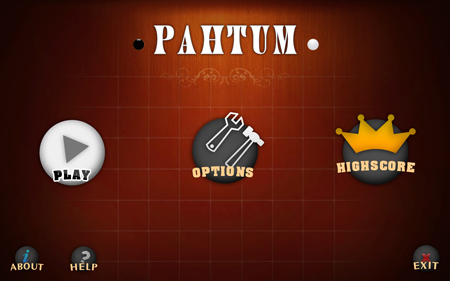 PAHTUM
PLAY
OPTIONS
HIGHSCORE
ABOUT
HELP
EXIT